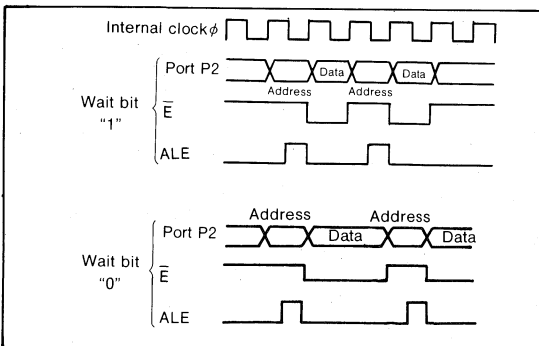 Internal clock ϕ
Port P2
Data
Data
Address
Address
Wait bit
"1"
E̅
ALE
Address
Address
Port P2
Data
Data
Wait bit
"0"
E̅
ALE